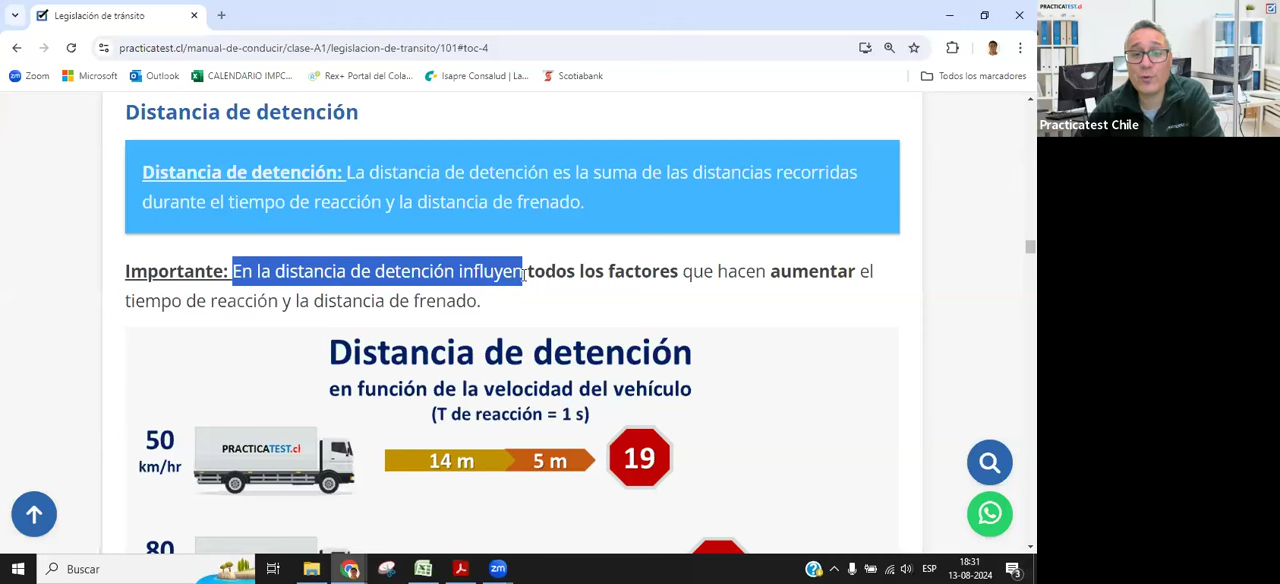 Legislación de tránsito
practicatest.cl/manual-de-conducir/clase-A1/legislacion-de-transito/101#toc-4
Zoom
Microsoft
Outlook
CALENDARIO IMPC...
Rex+ Portal del Cola...
Isapre Consalud | La...
Scotiabank
Todos los marcadores
PRACTICATEST.cl
Practicatest Chile
Distancia de detención
Distancia de detención: La distancia de detención es la suma de las distancias recorridas
durante el tiempo de reacción y la distancia de frenado.
Importante: En la distancia de detención influyen todos los factores que hacen aumentar el
tiempo de reacción y la distancia de frenado.
Distancia de detención
en función de la velocidad del vehículo
(T de reacción = 1 s)
50
km/hr
PRACTICATEST.cl
14 m
5 m
19
80
Buscar
zm
ESP
18:31
13-08-2024
3